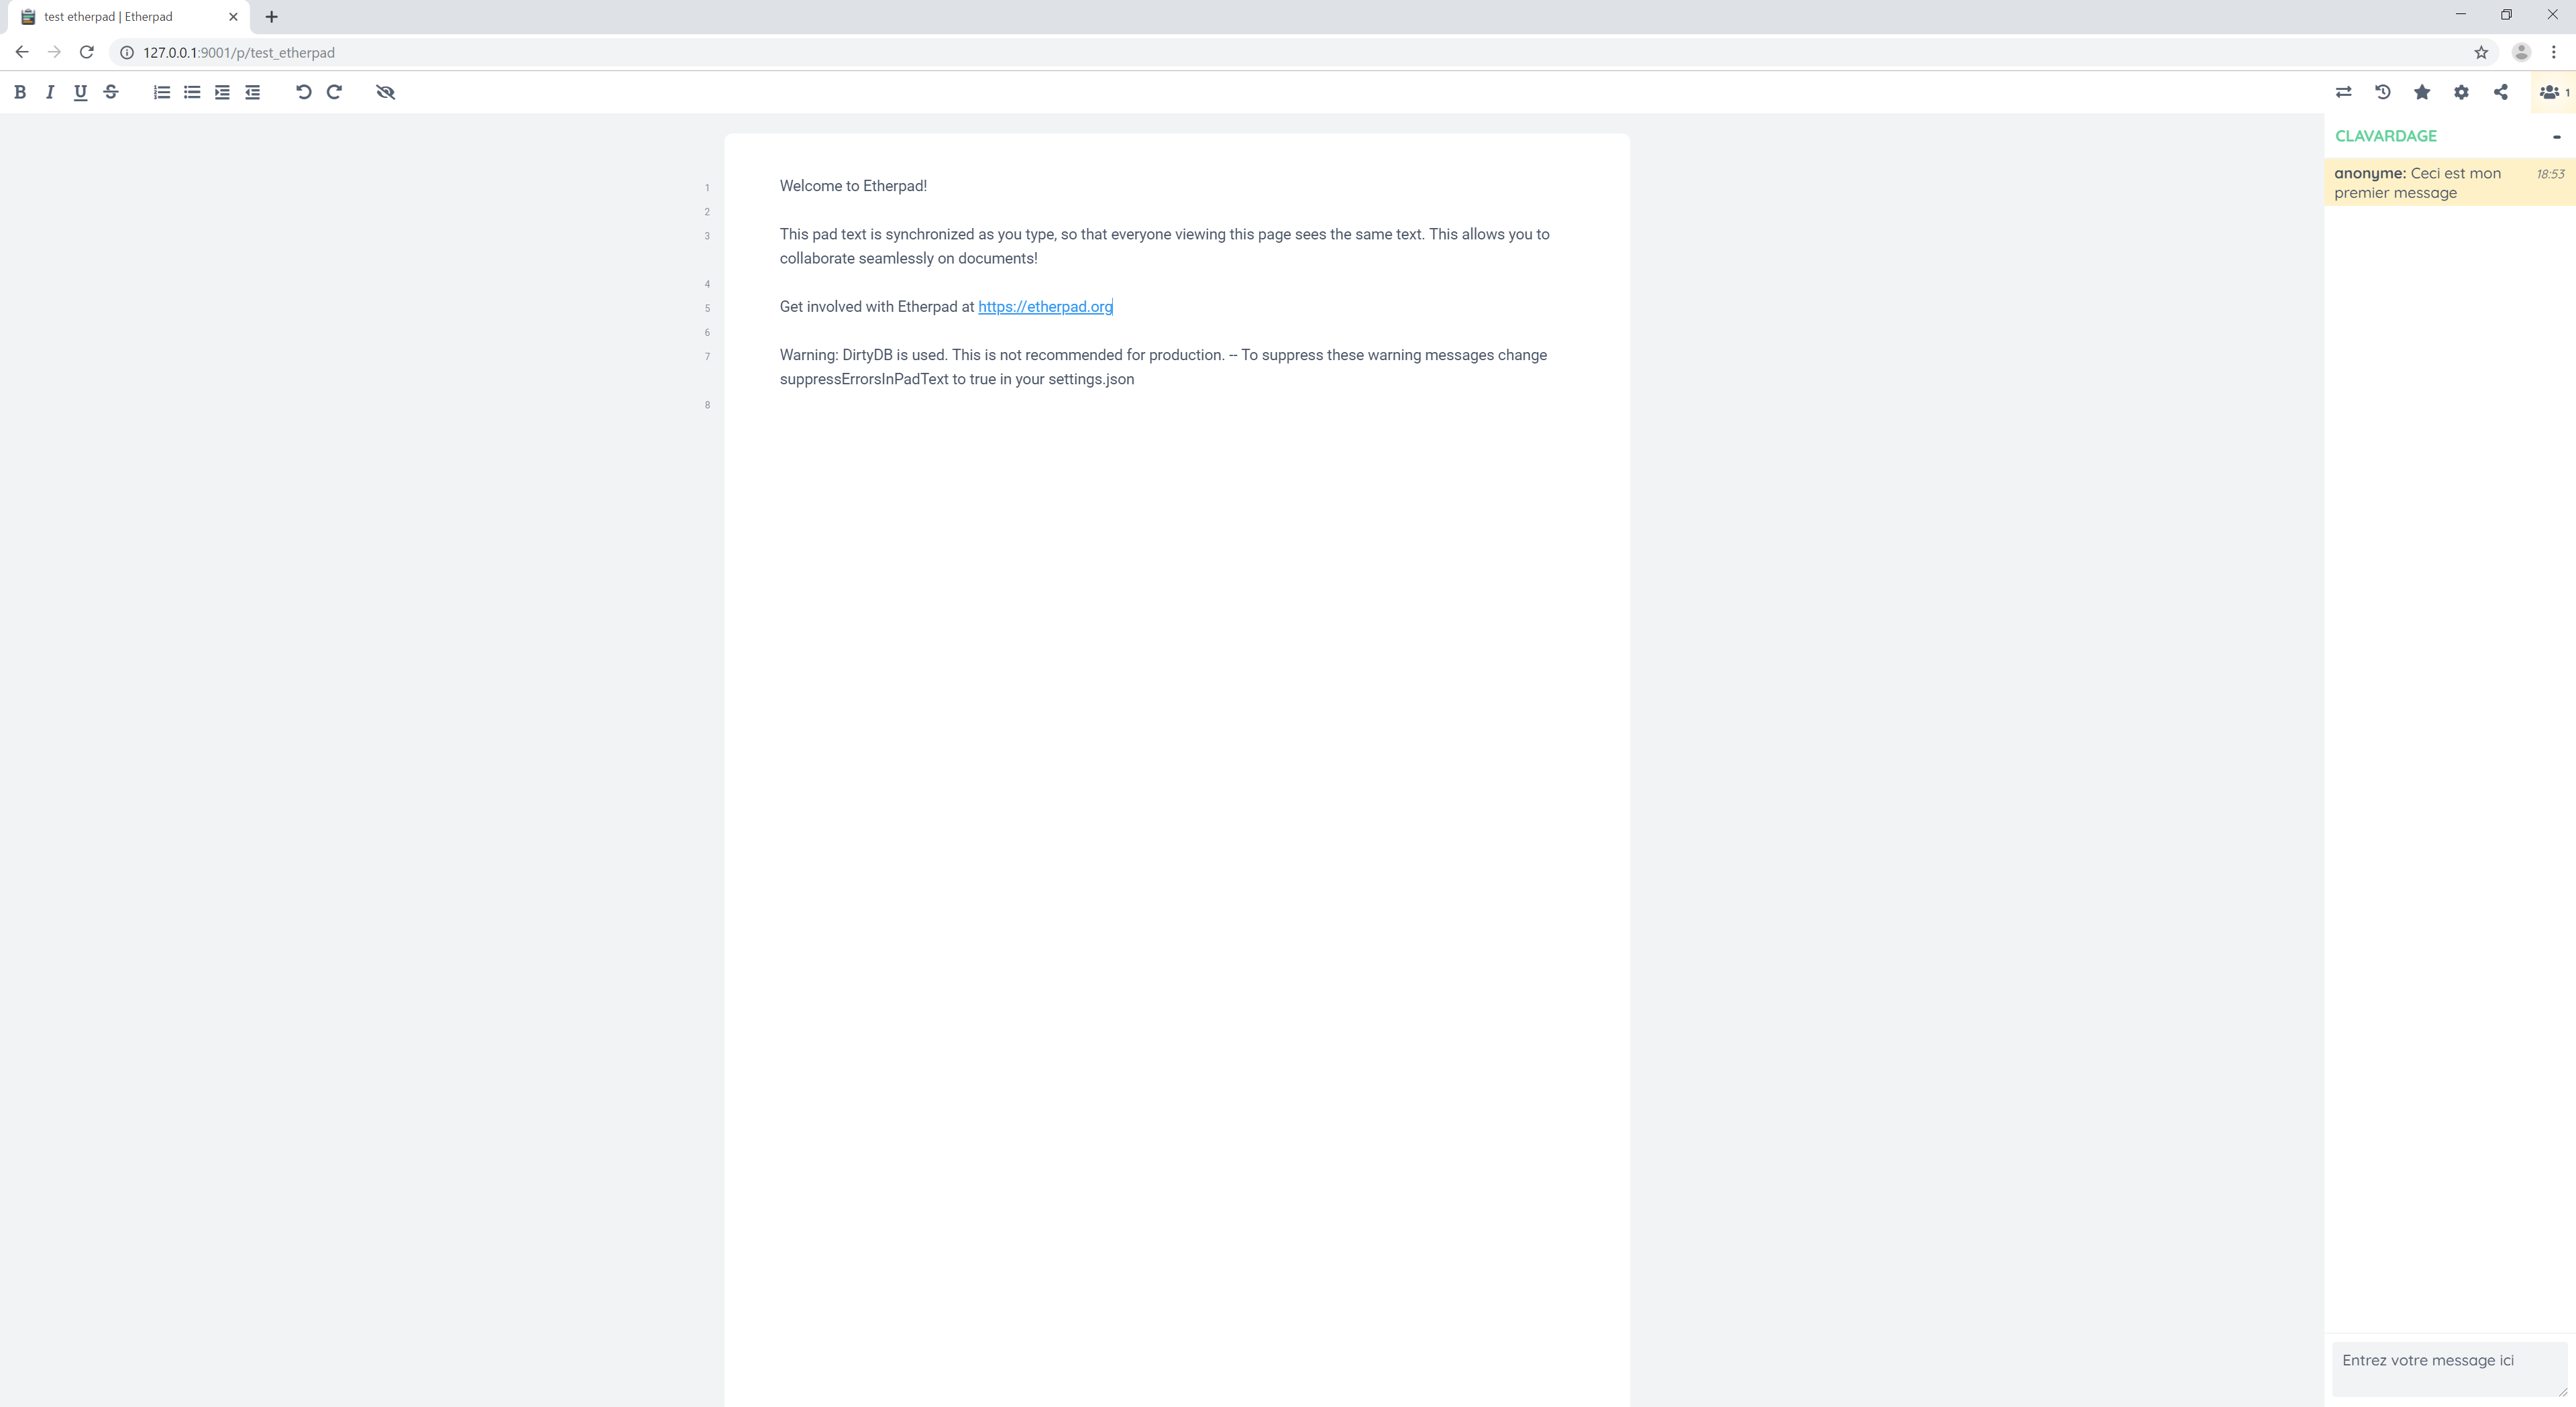 test etherpad | Etherpad
127.0.0.1:9001/p/test_etherpad
B I U S
1
CLAVARDAGE
anonyme: Ceci est mon 18:53
premier message
1 Welcome to Etherpad!
2
3 This pad text is synchronized as you type, so that everyone viewing this page sees the same text. This allows you to
collaborate seamlessly on documents!
4
5 Get involved with Etherpad at https://etherpad.org
6
7 Warning: DirtyDB is used. This is not recommended for production. -- To suppress these warning messages change
suppressErrorsInPadText to true in your settings.json
8
Entrez votre message ici